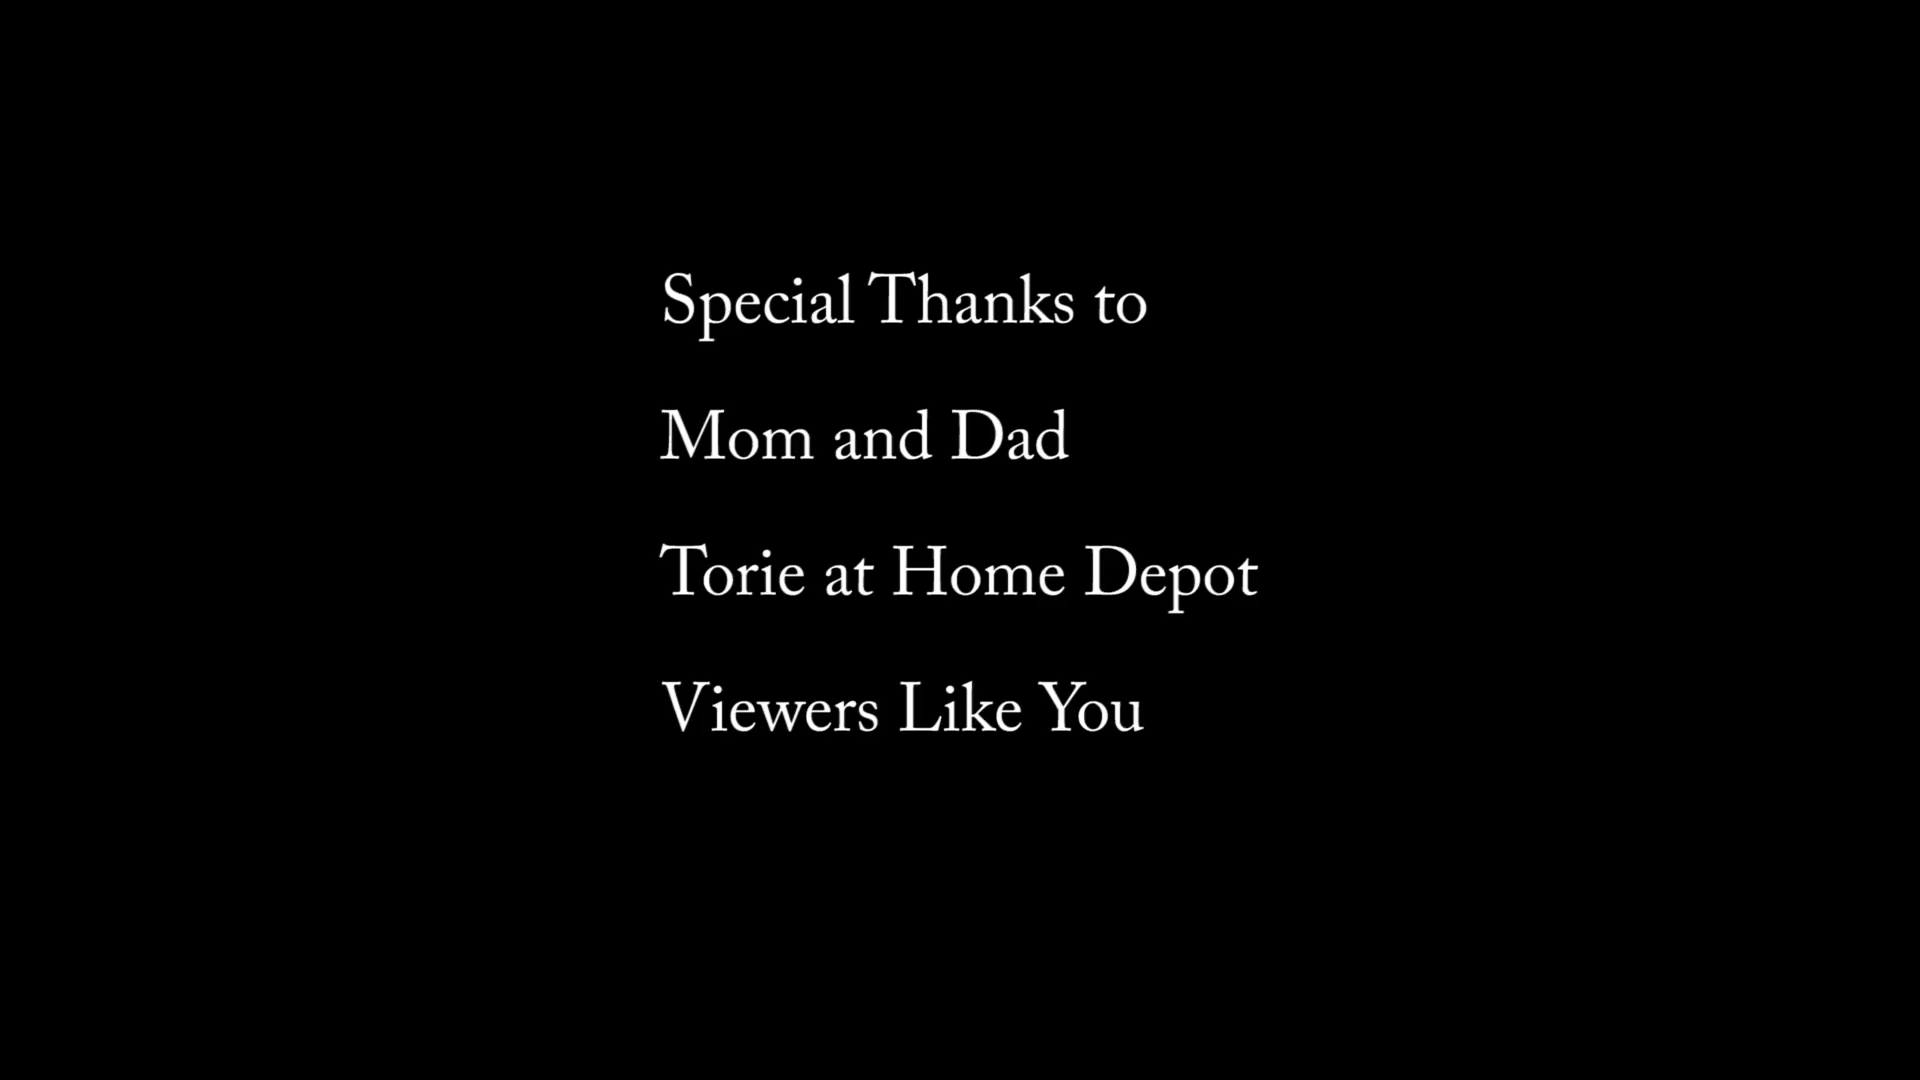 Special Thanks to
Mom and Dad
Torie at Home Depot
Viewers Like You